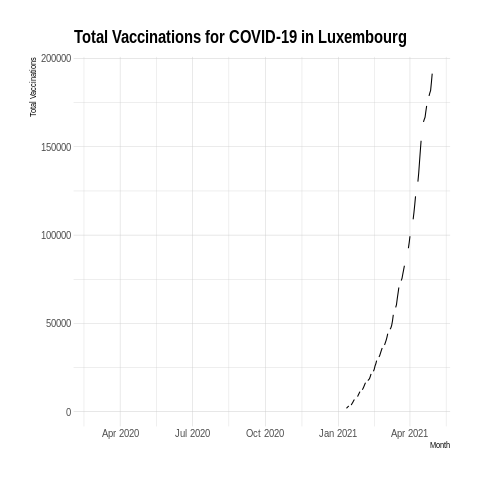 Total Vaccinations for COVID-19 in Luxembourg
Total Vaccinations
200000
150000
100000
50000
0
Apr 2020 Jul 2020 Oct 2020 Jan 2021 Apr 2021
Month